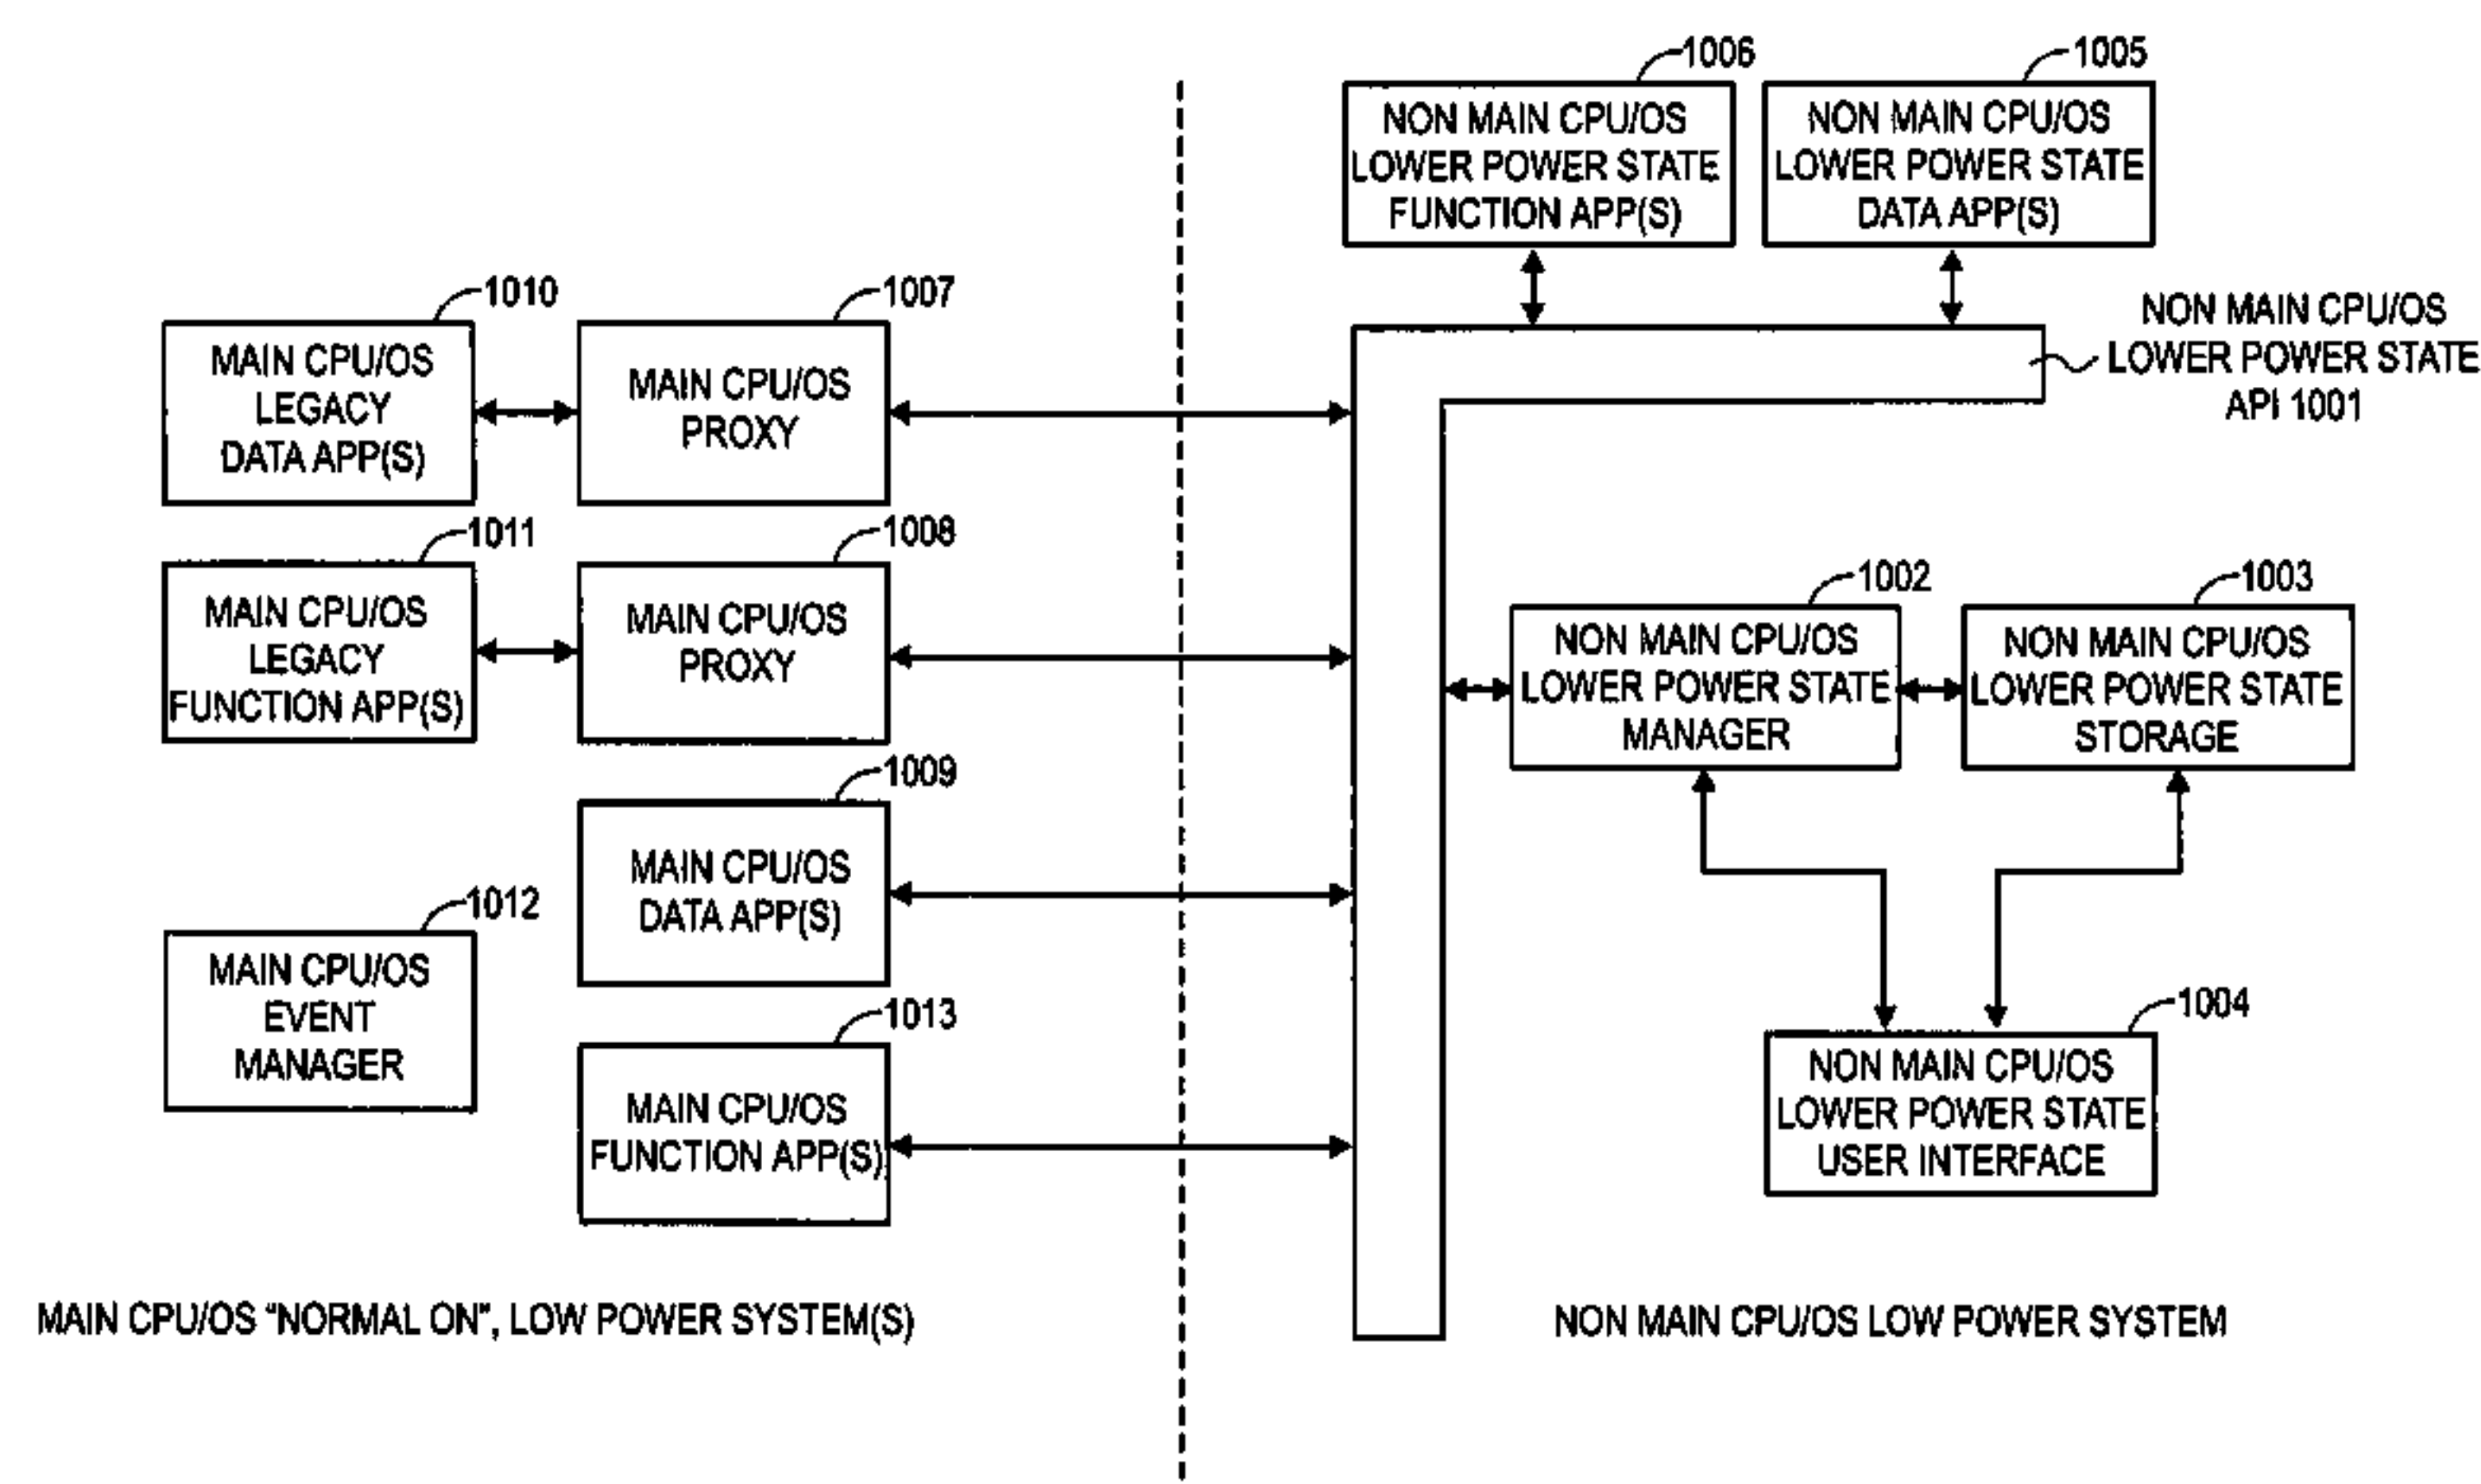 1006
NON MAIN CPU/OS
LOWER POWER STATE
FUNCTION APP(S)
1005
NON MAIN CPU/OS
LOWER POWER STATE
DATA APP(S)
NON MAIN CPU/OS
LOWER POWER STATE
API 1001
1010
MAIN CPU/OS
LEGACY
DATA APP(S)
1007
MAIN CPU/OS
PROXY
1011
MAIN CPU/OS
LEGACY
FUNCTION APP(S)
1008
MAIN CPU/OS
PROXY
1002
NON MAIN CPU/OS
LOWER POWER STATE
MANAGER
1003
NON MAIN CPU/OS
LOWER POWER STATE
STORAGE
1009
MAIN CPU/OS
DATA APP(S)
1012
MAIN CPU/OS
EVENT
MANAGER
1013
MAIN CPU/OS
FUNCTION APP(S)
1004
NON MAIN CPU/OS
LOWER POWER STATE
USER INTERFACE
MAIN CPU/OS "NORMAL ON", LOW POWER SYSTEM(S)
NON MAIN CPU/OS LOW POWER SYSTEM